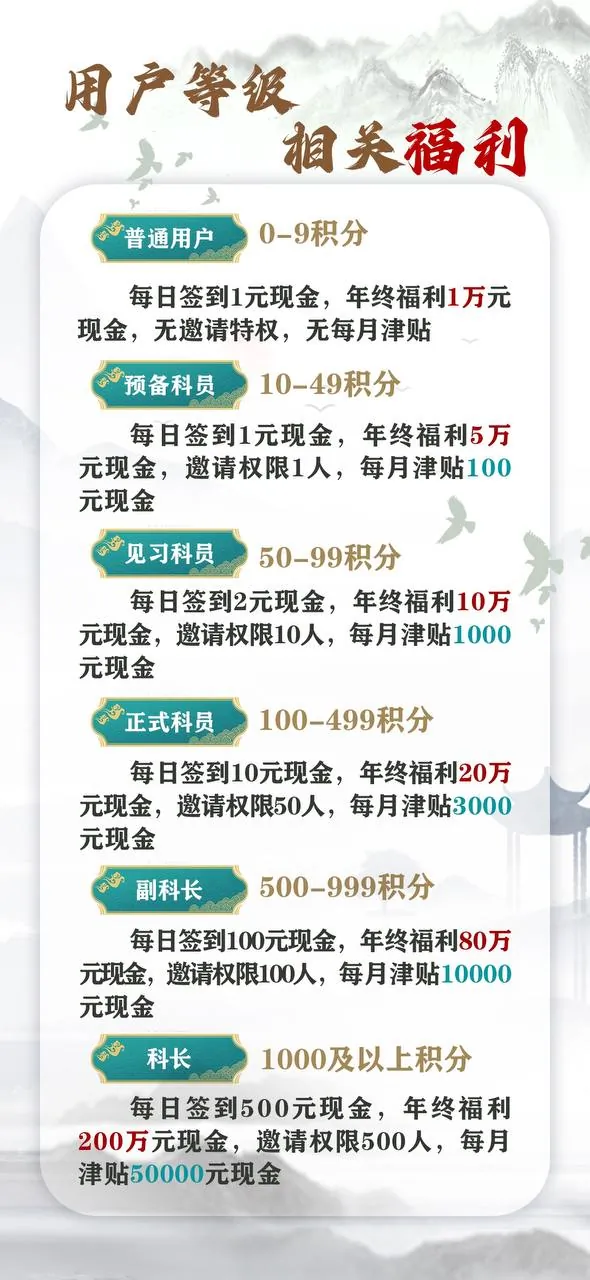 用户等级
相关福利
普通用户 0-9积分
每日签到1元现金，年终福利1万元
现金，无邀请特权，无每月津贴
预备科员 10-49积分
每日签到1元现金，年终福利5万
元现金，邀请权限1人，每月津贴100
元现金
见习科员 50-99积分
每日签到2元现金，年终福利10万
元现金，邀请权限10人，每月津贴1000
元现金
正式科员 100-499积分
每日签到10元现金，年终福利20万
元现金，邀请权限50人，每月津贴3000
元现金
副科长 500-999积分
每日签到100元现金，年终福利80万
元现金，邀请权限100人，每月津贴10000
元现金
科长 1000及以上积分
每日签到500元现金，年终福利
200万元现金，邀请权限500人，每月
津贴50000元现金